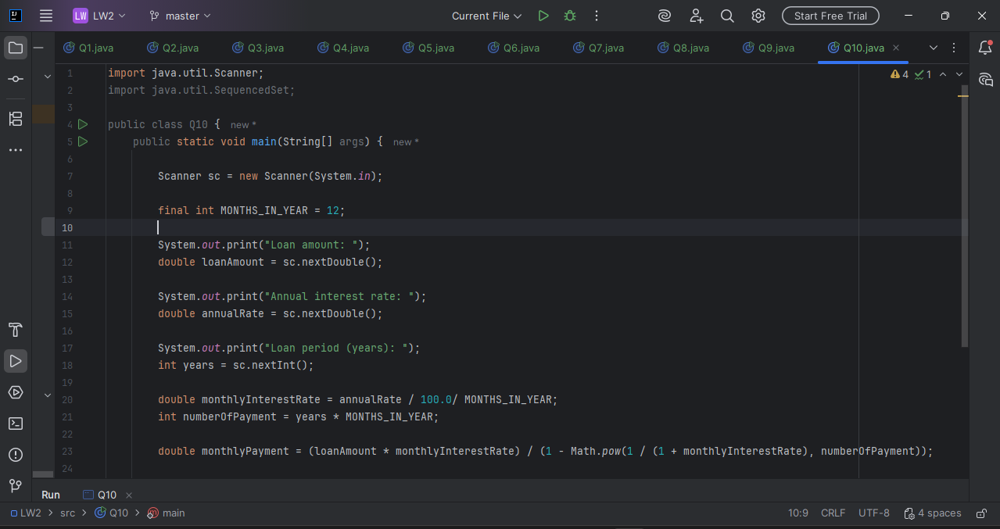 LW LW2 master Current File Start Free Trial
Q1.java Q2.java Q3.java Q4.java Q5.java Q6.java Q7.java Q8.java Q9.java Q10.java
4 1
1 import java.util.Scanner;
2 import java.util.SequencedSet;
3
4 public class Q10 { new *
5 public static void main(String[] args) { new *
6
7 Scanner sc = new Scanner(System.in);
8
9 final int MONTHS_IN_YEAR = 12;
10
11 System.out.print("Loan amount: ");
12 double loanAmount = sc.nextDouble();
13
14 System.out.print("Annual interest rate: ");
15 double annualRate = sc.nextDouble();
16
17 System.out.print("Loan period (years): ");
18 int years = sc.nextInt();
19
20 double monthlyInterestRate = annualRate / 100.0/ MONTHS_IN_YEAR;
21 int numberOfPayment = years * MONTHS_IN_YEAR;
22
23 double monthlyPayment = (loanAmount * monthlyInterestRate) / (1 - Math.pow(1 / (1 + monthlyInterestRate), numberOfPayment));
24
Run Q10
LW2 src Q10 main 10:9 CRLF UTF-8 4 spaces